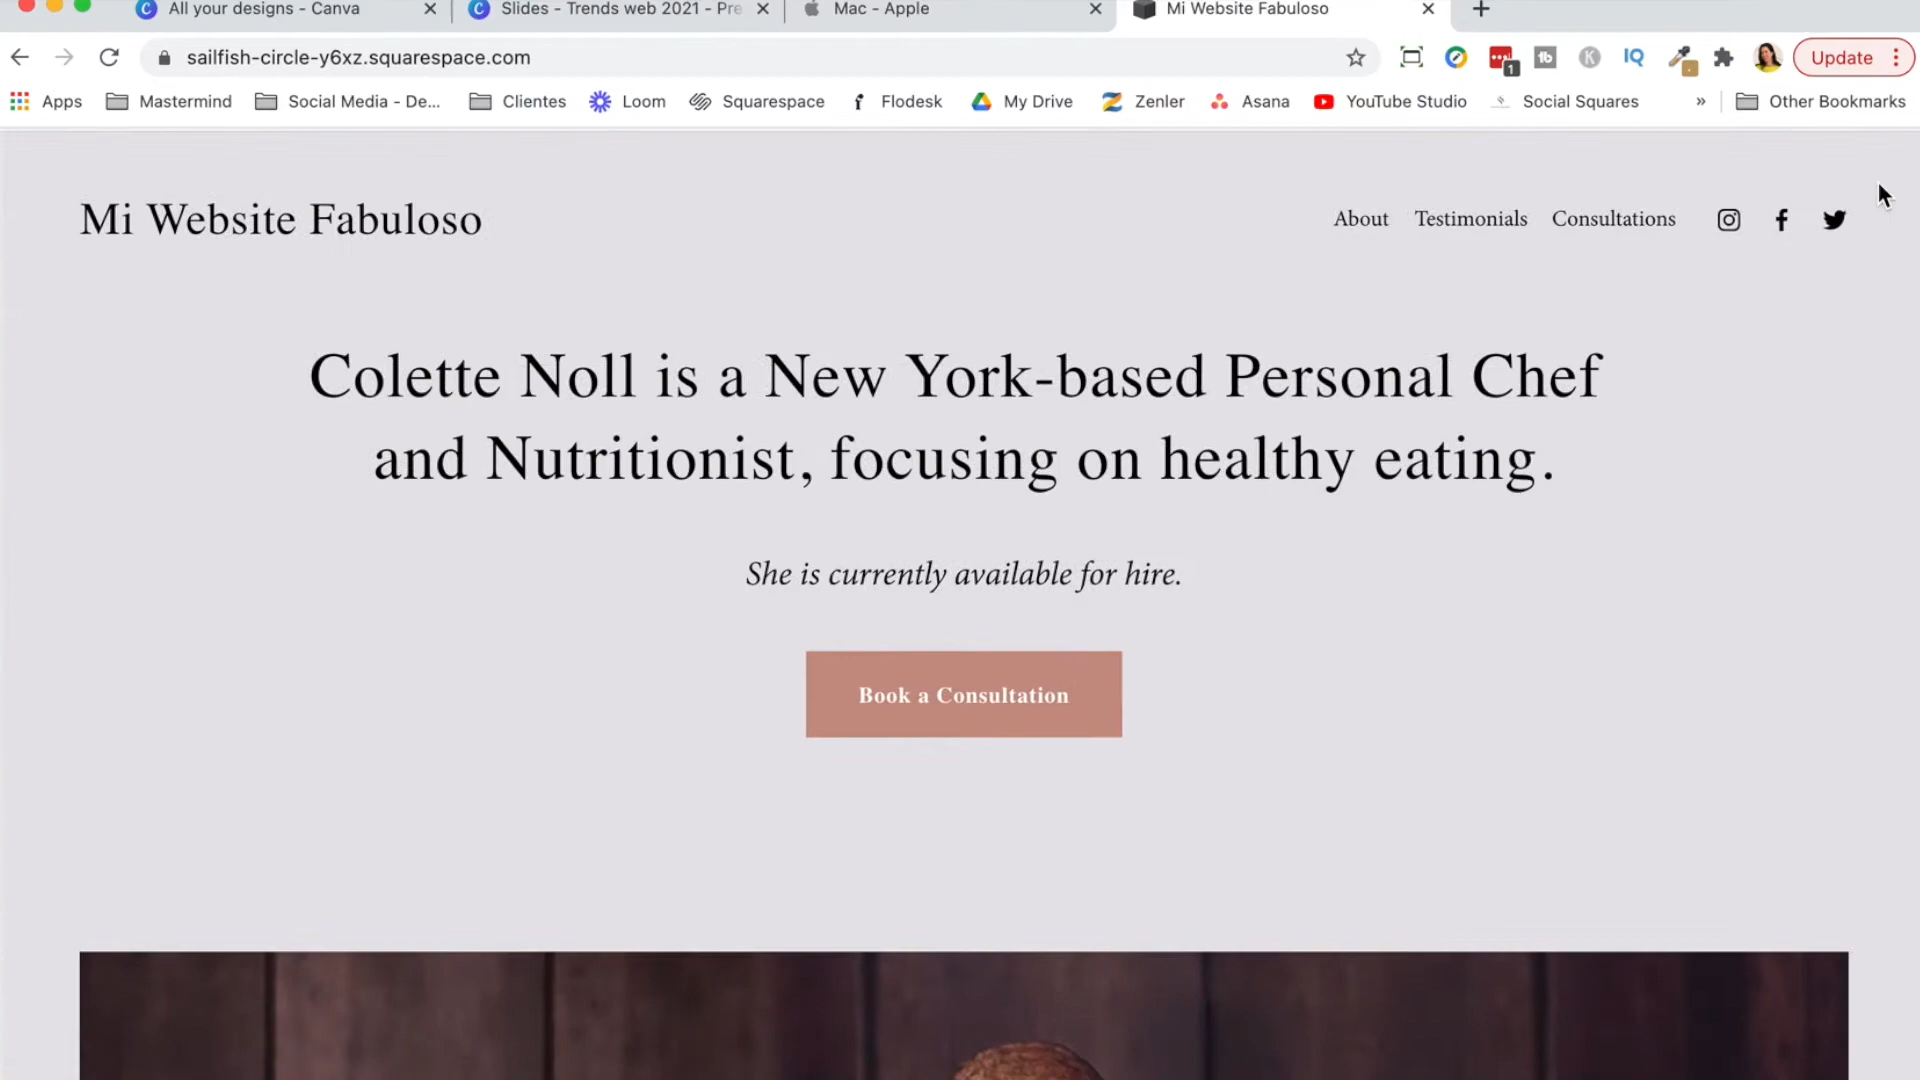 All your designs - Canva
Slides - Trends web 2021 - Pre
Mac - Apple
Mi Website Fabuloso
sailfish-circle-y6xz.squarespace.com
1
tb
K
IQ
Update
Apps
Mastermind
Social Media - De...
Clientes
Loom
Squarespace
Flodesk
My Drive
Zenler
Asana
YouTube Studio
Social Squares
»
Other Bookmarks
Mi Website Fabuloso
About
Testimonials
Consultations
Colette Noll is a New York-based Personal Chef
and Nutritionist, focusing on healthy eating.
She is currently available for hire.
Book a Consultation